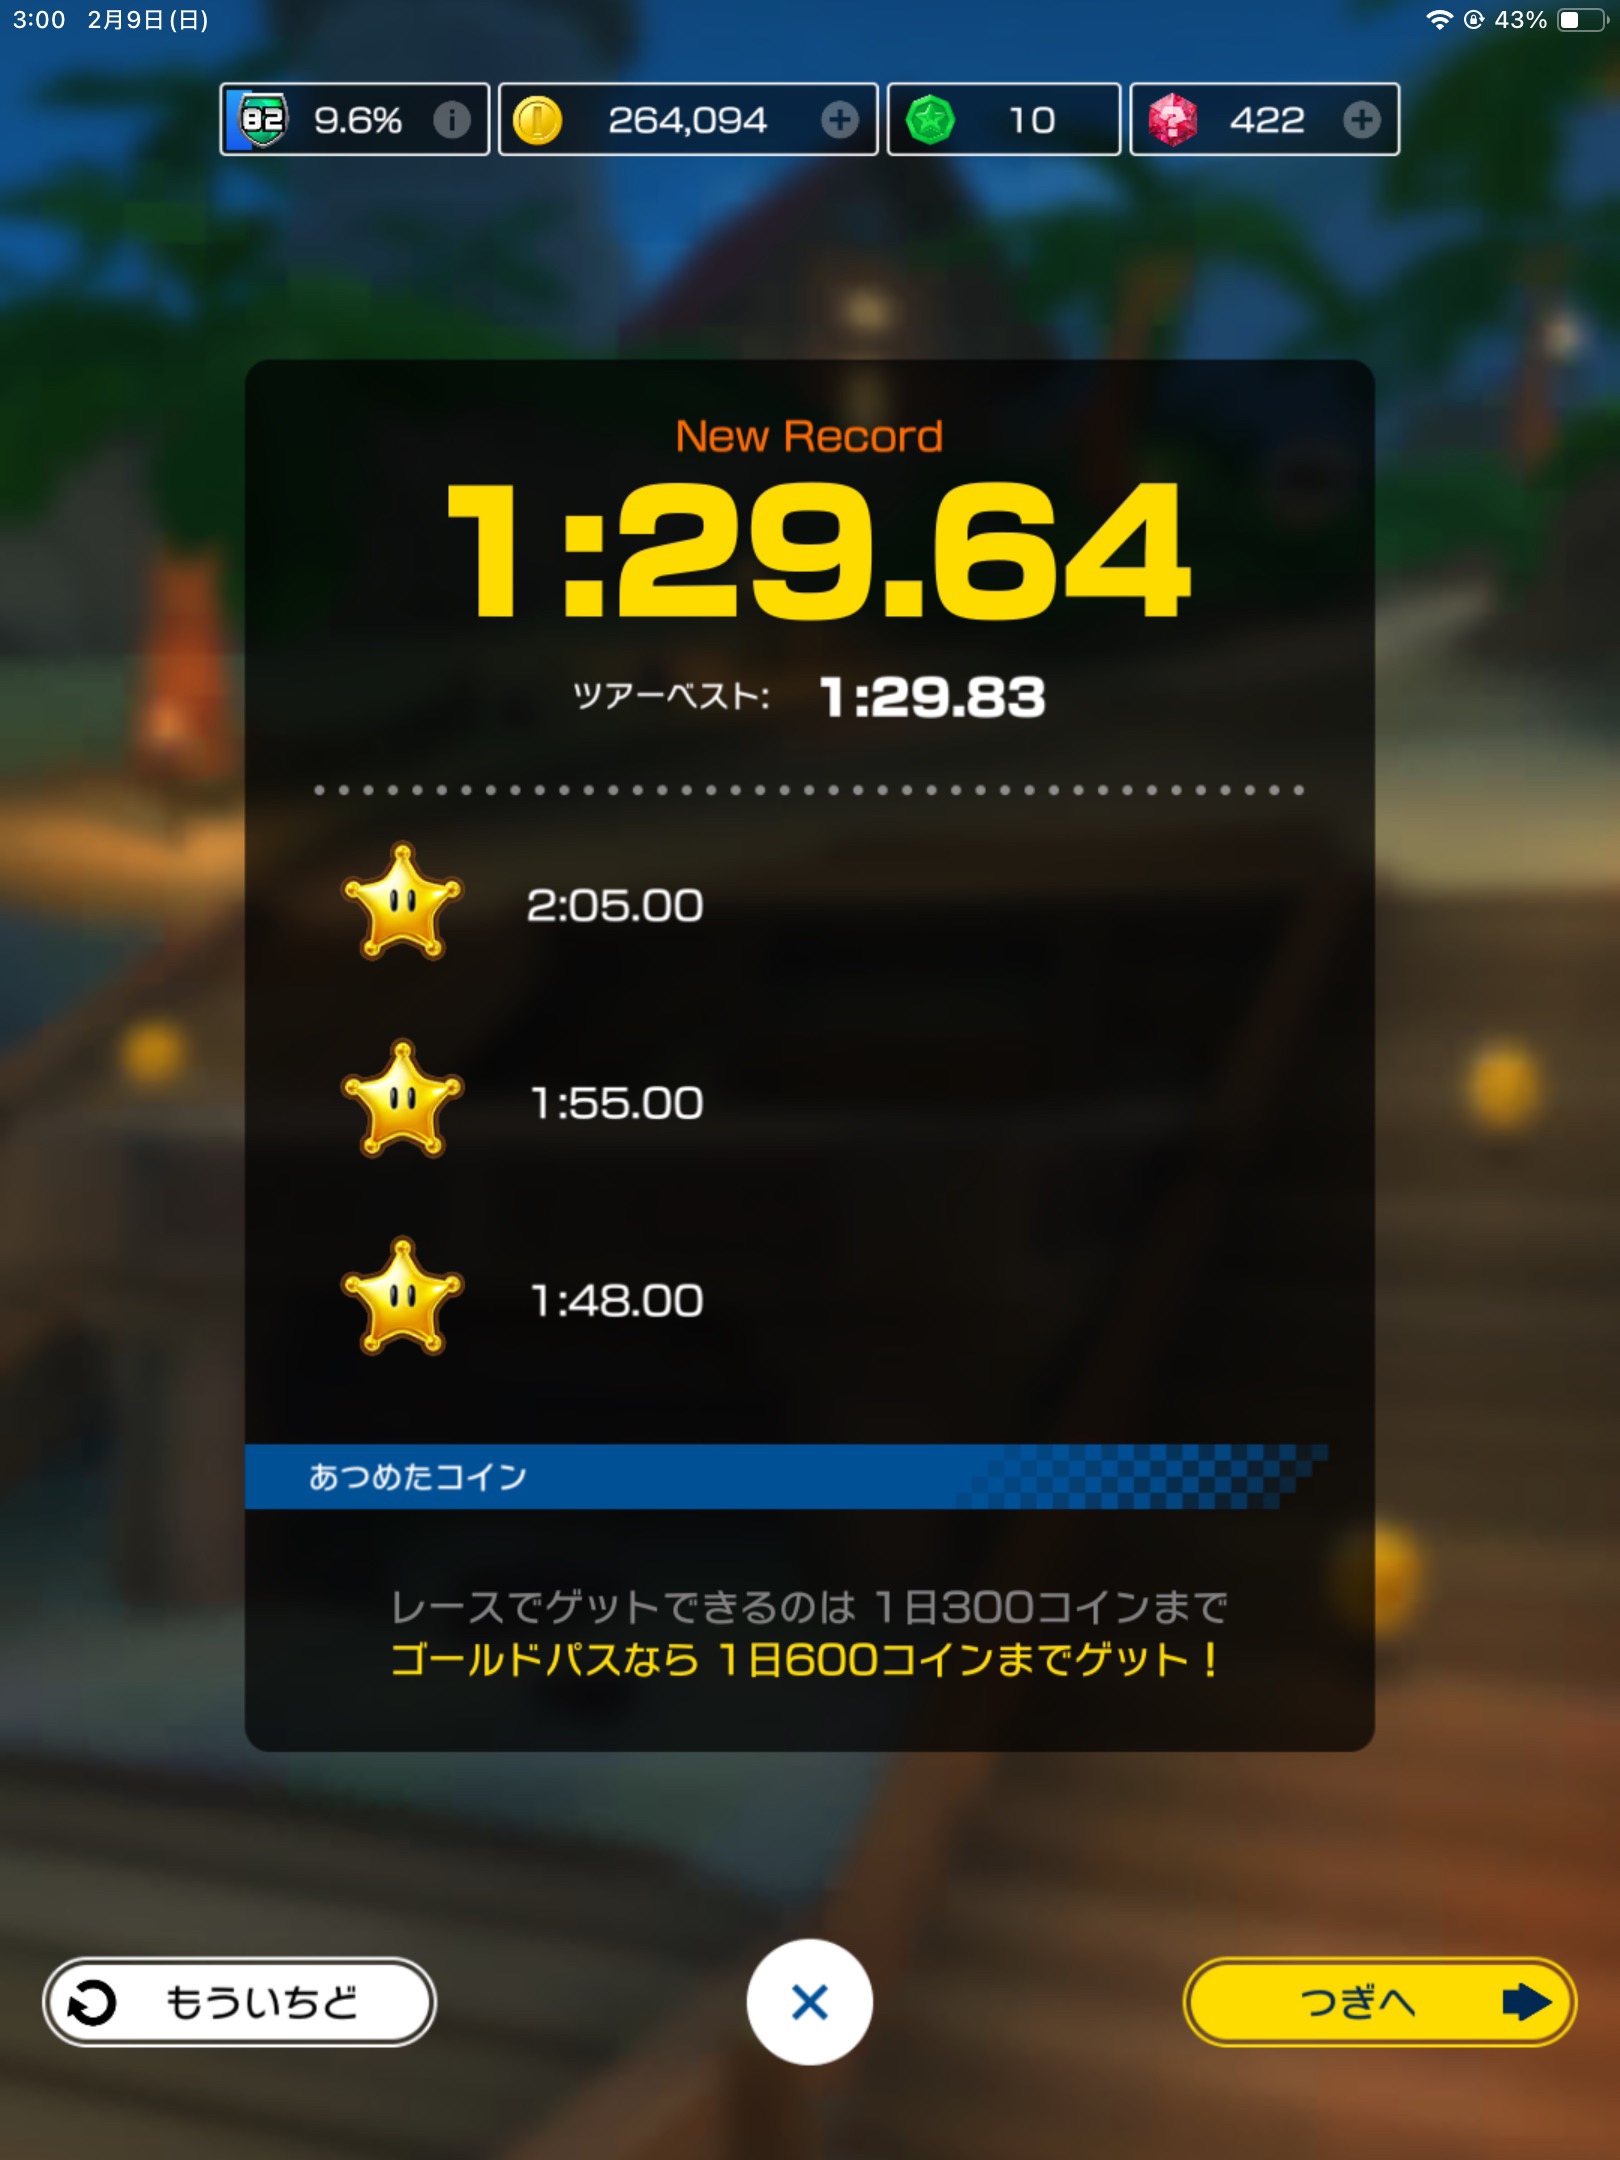 3:00 2月9日(日) 43%
82 9.6% i 264,094 + 10 ? 422 +
New Record
1:29.64
ツアーベスト: 1:29.83
2:05.00
1:55.00
1:48.00
あつめたコイン
レースでゲットできるのは 1日300コインまで
ゴールドパスなら 1日600コインまでゲット！
もういちど × つぎへ